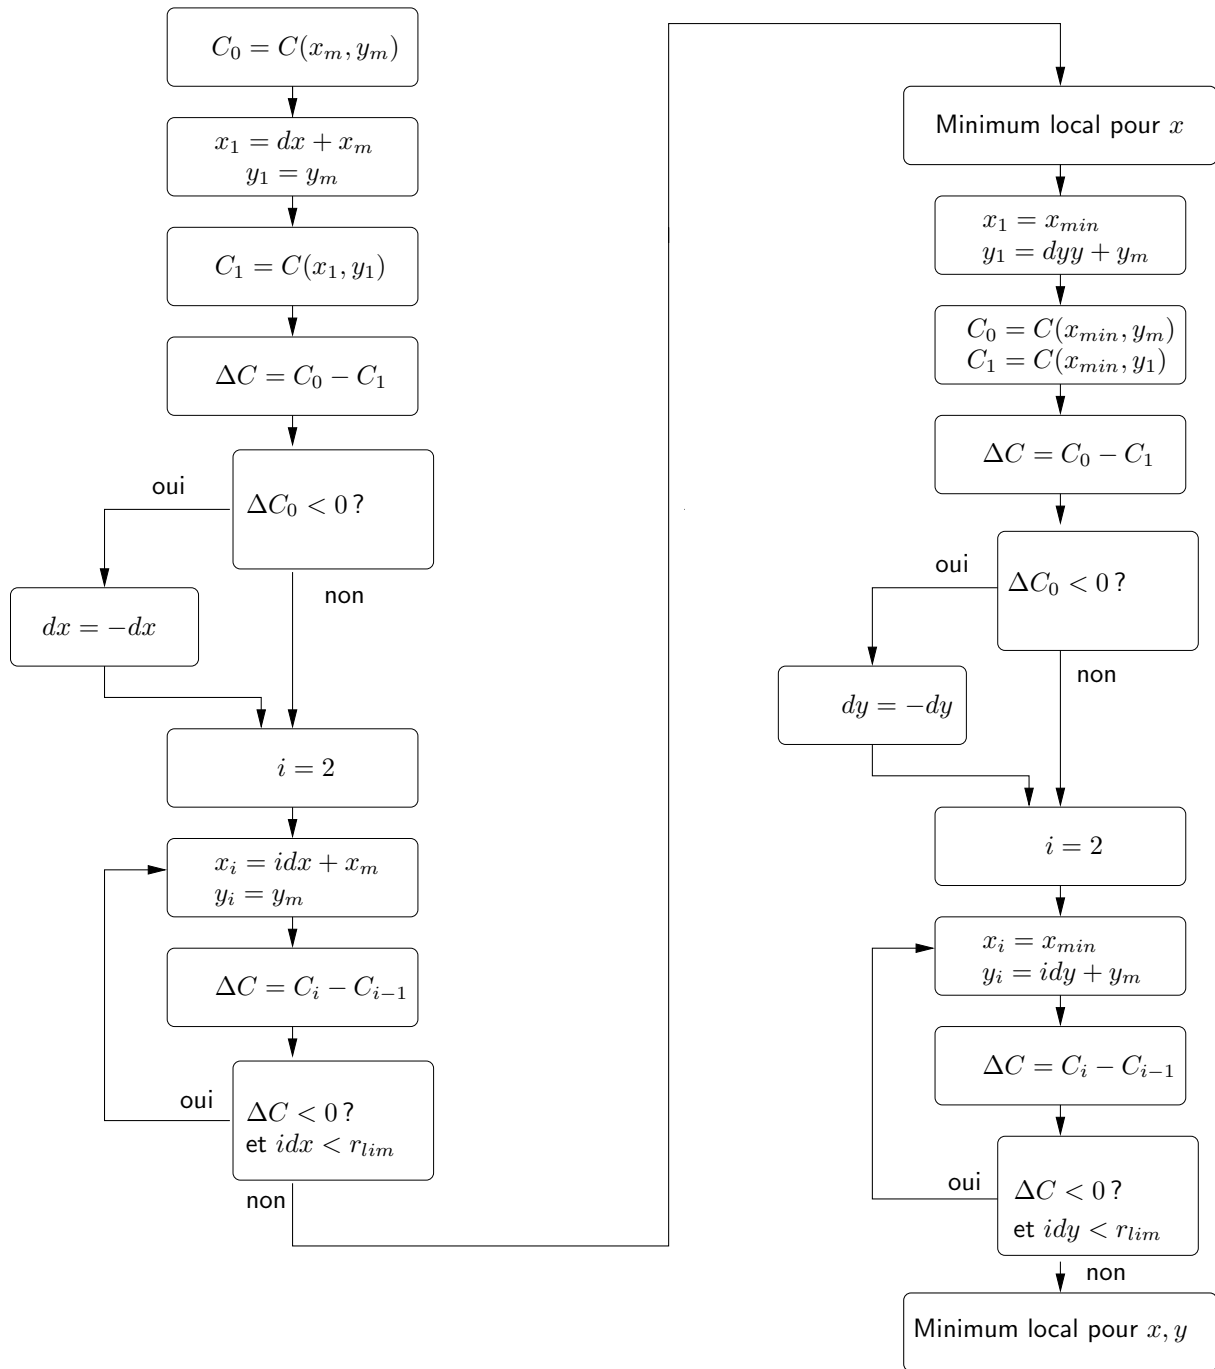 C_0 = C(x_m, y_m)
x_1 = dx + x_m
y_1 = y_m
C_1 = C(x_1, y_1)
ΔC = C_0 − C_1
ΔC_0 < 0 ?
oui
non
dx = −dx
i = 2
x_i = idx + x_m
y_i = y_m
ΔC = C_i − C_{i−1}
ΔC < 0 ?
et idx < r_{lim}
oui
non
Minimum local pour x
x_1 = x_{min}
y_1 = dyy + y_m
C_0 = C(x_{min}, y_m)
C_1 = C(x_{min}, y_1)
ΔC = C_0 − C_1
ΔC_0 < 0 ?
oui
non
dy = −dy
i = 2
x_i = x_{min}
y_i = idy + y_m
ΔC = C_i − C_{i−1}
ΔC < 0 ?
et idy < r_{lim}
oui
non
Minimum local pour x, y